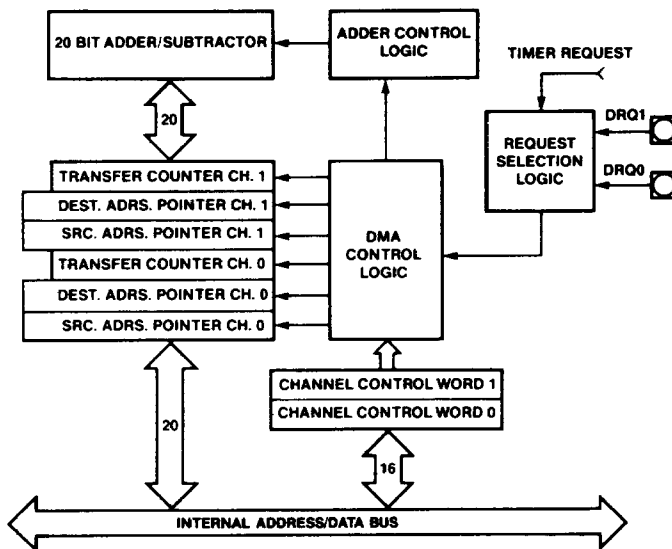 20 BIT ADDER/SUBTRACTOR
ADDER CONTROL
LOGIC
TIMER REQUEST
20
DRQ1
REQUEST
SELECTION
LOGIC
DRQ0
TRANSFER COUNTER CH. 1
DEST. ADRS. POINTER CH. 1
SRC. ADRS. POINTER CH. 1
TRANSFER COUNTER CH. 0
DEST. ADRS. POINTER CH. 0
SRC. ADRS. POINTER CH. 0
DMA
CONTROL
LOGIC
CHANNEL CONTROL WORD 1
CHANNEL CONTROL WORD 0
20
16
INTERNAL ADDRESS/DATA BUS